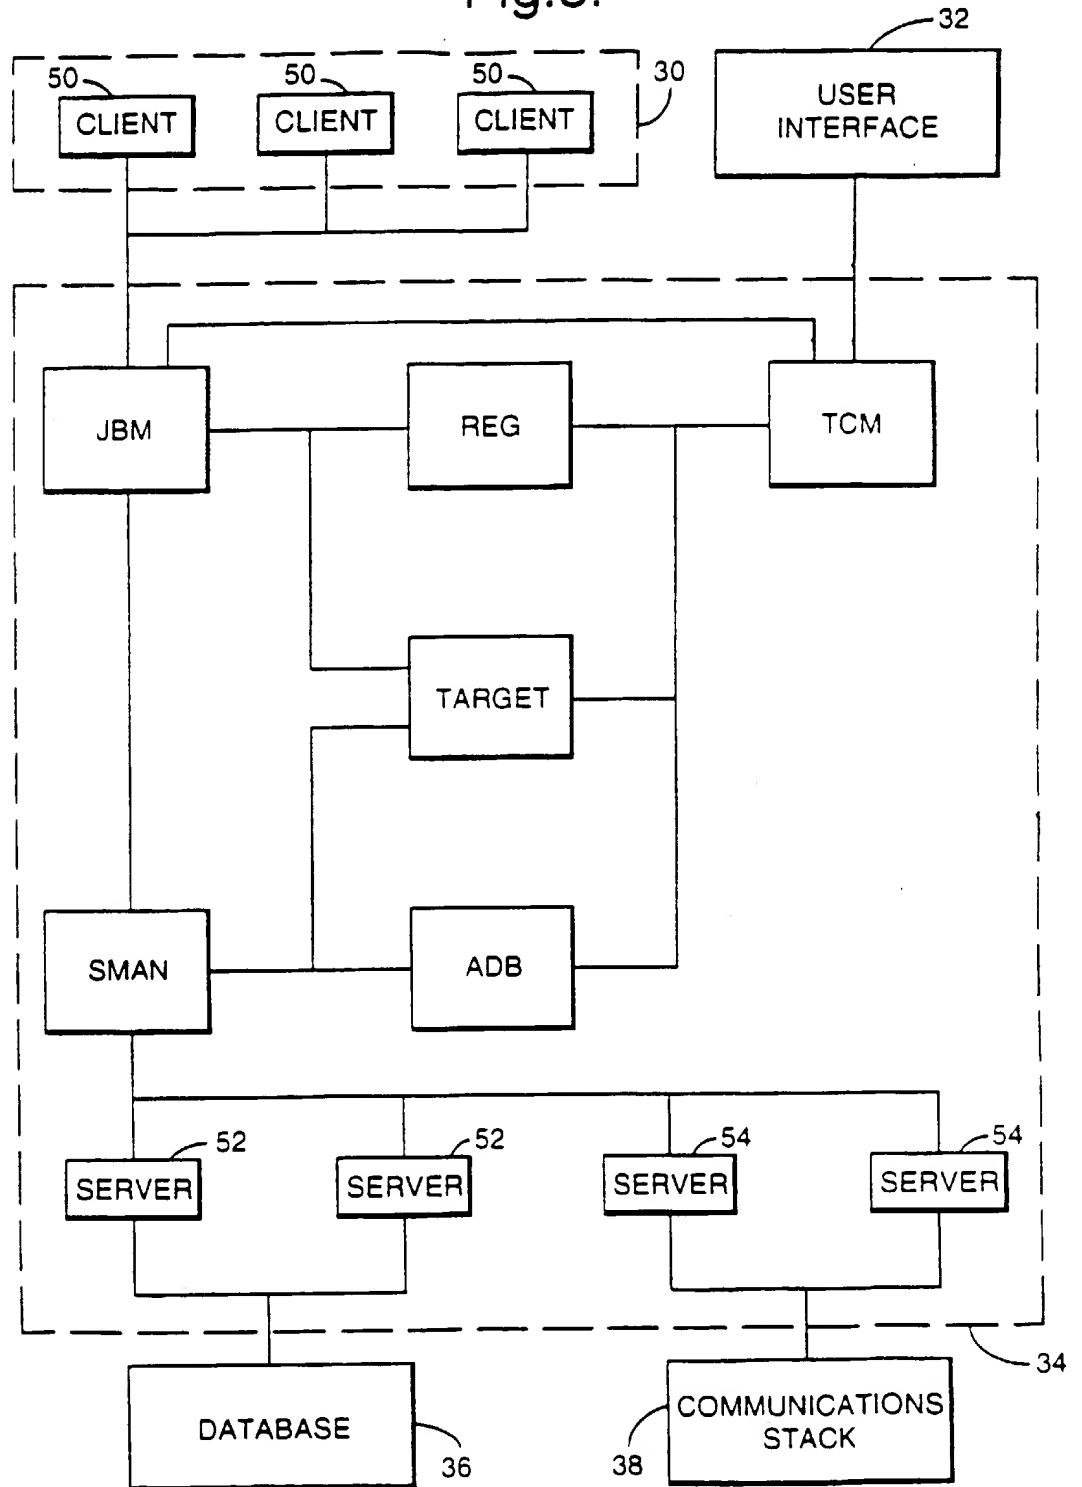 32
50
50
50
30
CLIENT
CLIENT
CLIENT
USER
INTERFACE
JBM
REG
TCM
TARGET
SMAN
ADB
52
52
54
54
SERVER
SERVER
SERVER
SERVER
34
DATABASE
36
COMMUNICATIONS
STACK
38